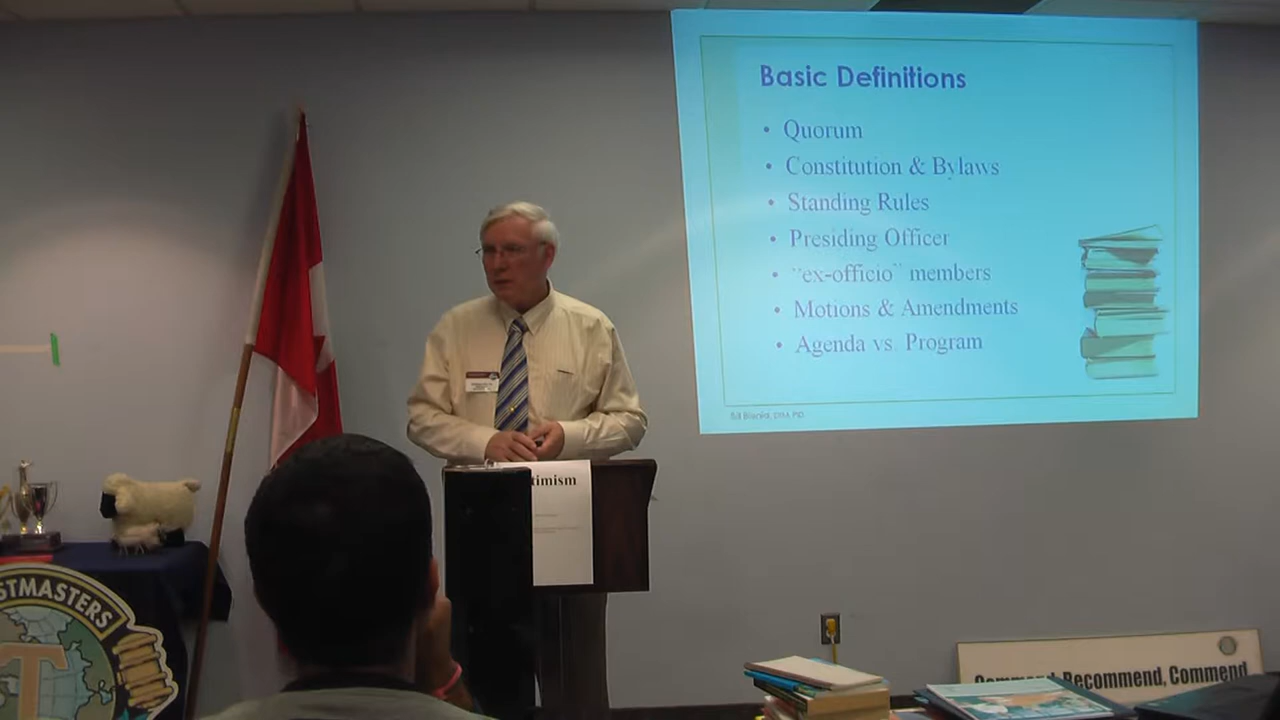 Basic Definitions
• Quorum
• Constitution & Bylaws
• Standing Rules
• Presiding Officer
• "ex-officio" members
• Motions & Amendments
• Agenda vs. Program
timism
STMASTERS
Recommend, Commend